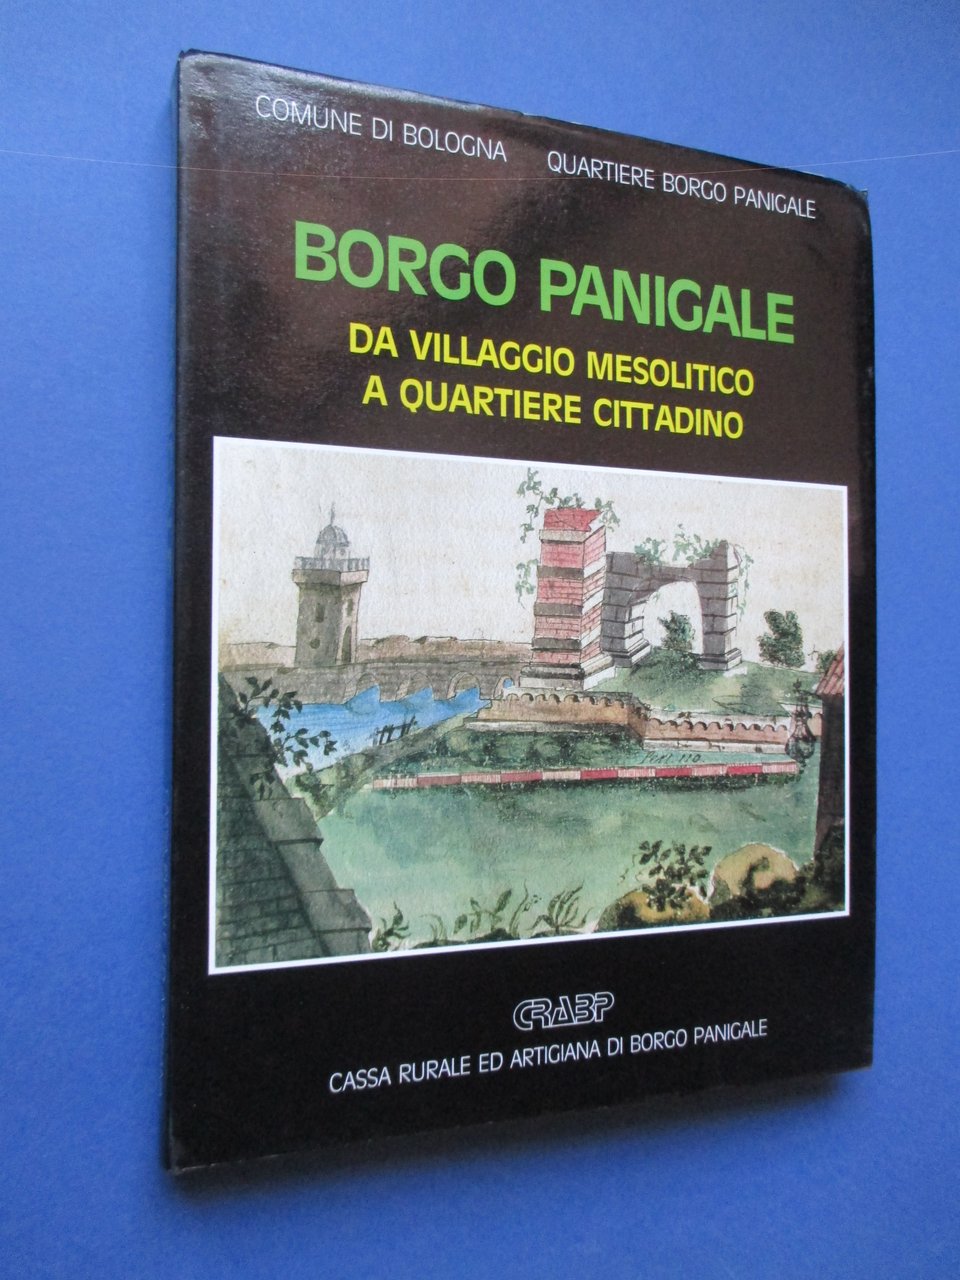 COMUNE DI BOLOGNA QUARTIERE BORGO PANIGALE
BORGO PANIGALE
DA VILLAGGIO MESOLITICO
A QUARTIERE CITTADINO
CRABP
CASSA RURALE ED ARTIGIANA DI BORGO PANIGALE